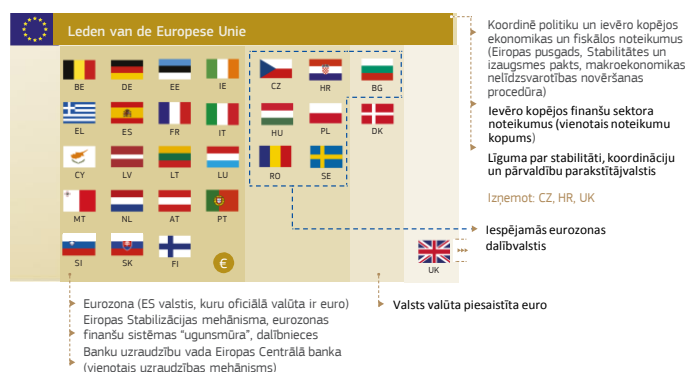 Leden van de Europese Unie
BE DE EE IE CZ HR BG
EL ES FR IT HU PL DK
CY LV LT LU RO SE
MT NL AT PT
SI SK FI €
UK
Koordinē politiku un ievēro kopējos
ekonomikas un fiskālos noteikumus
(Eiropas pusgads, Stabilitātes un
izaugsmes pakts, makroekonomikas
nelīdzsvarotības novēršanas
procedūra)
Ievēro kopējos finanšu sektora
noteikumus (vienotais noteikumu
kopums)
Līguma par stabilitāti, koordināciju
un pārvaldību parakstītājvalstis
Izņemot: CZ, HR, UK
Iespējamās eurozonas
dalībvalstis
Eurozona (ES valstis, kuru oficiālā valūta ir euro)
Eiropas Stabilizācijas mehānisma, eurozonas
finanšu sistēmas “ugunsmūra”, dalībnieces
Banku uzraudzību vada Eiropas Centrālā banka
(vienotais uzraudzības mehānisms)
Valsts valūta piesaistīta euro